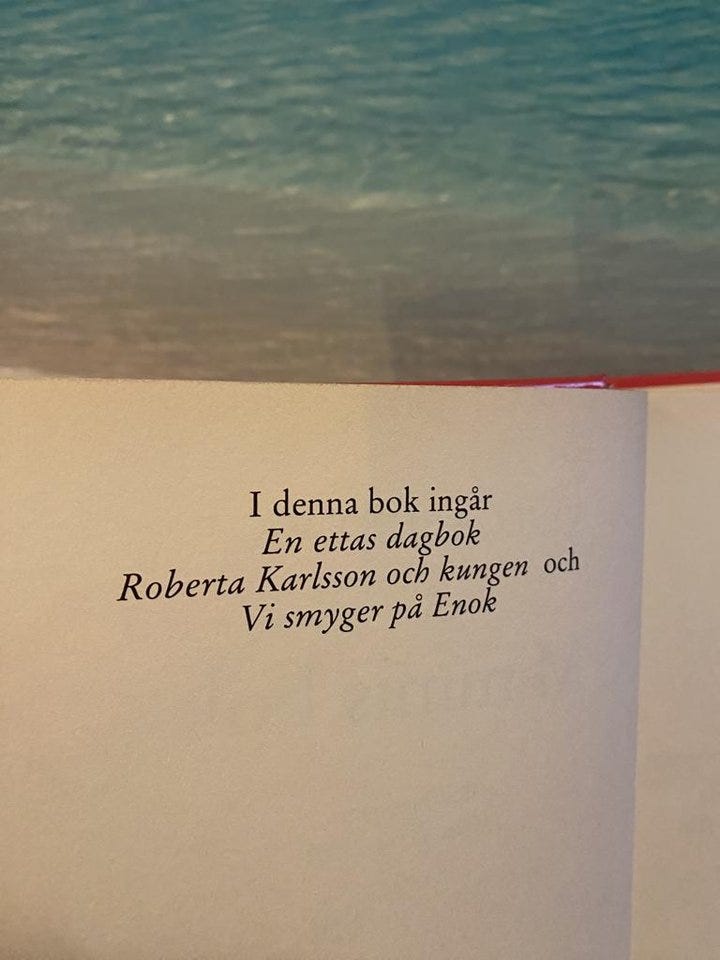 I denna bok ingår
En ettas dagbok
Roberta Karlsson och kungen och
Vi smyger på Enok